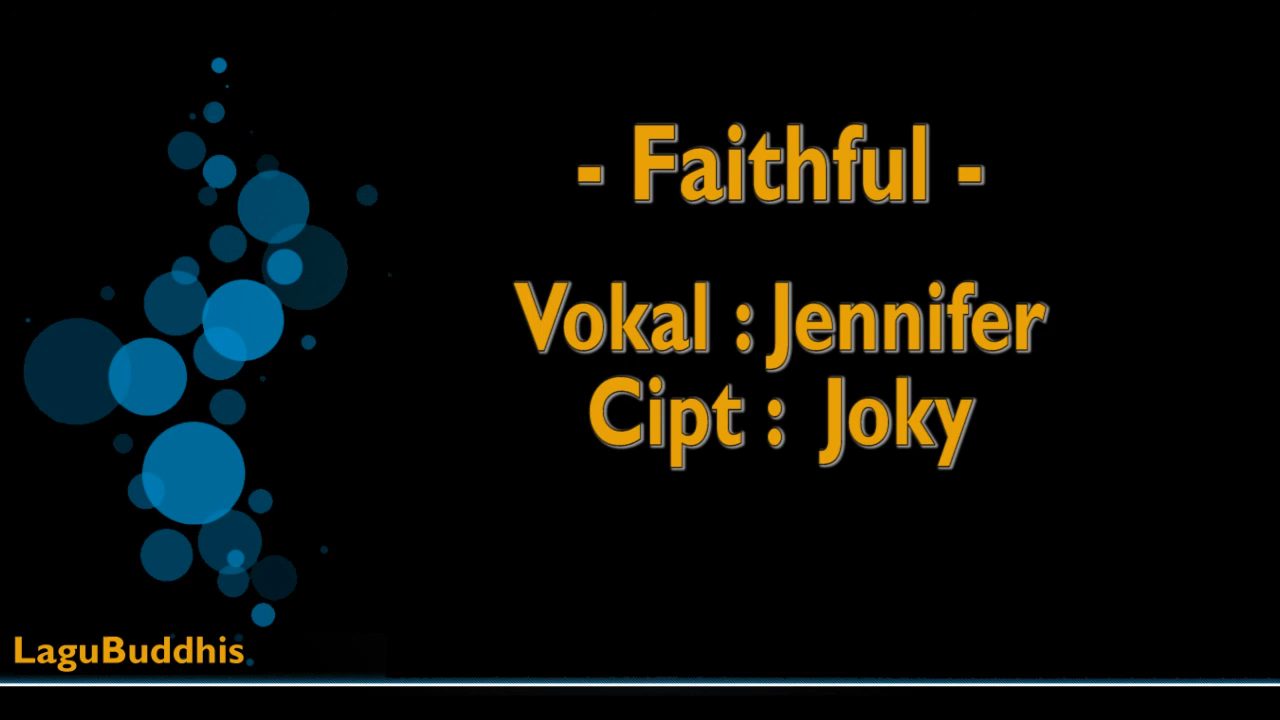 - Faithful -
Vokal : Jennifer
Cipt : Joky
LaguBuddhis